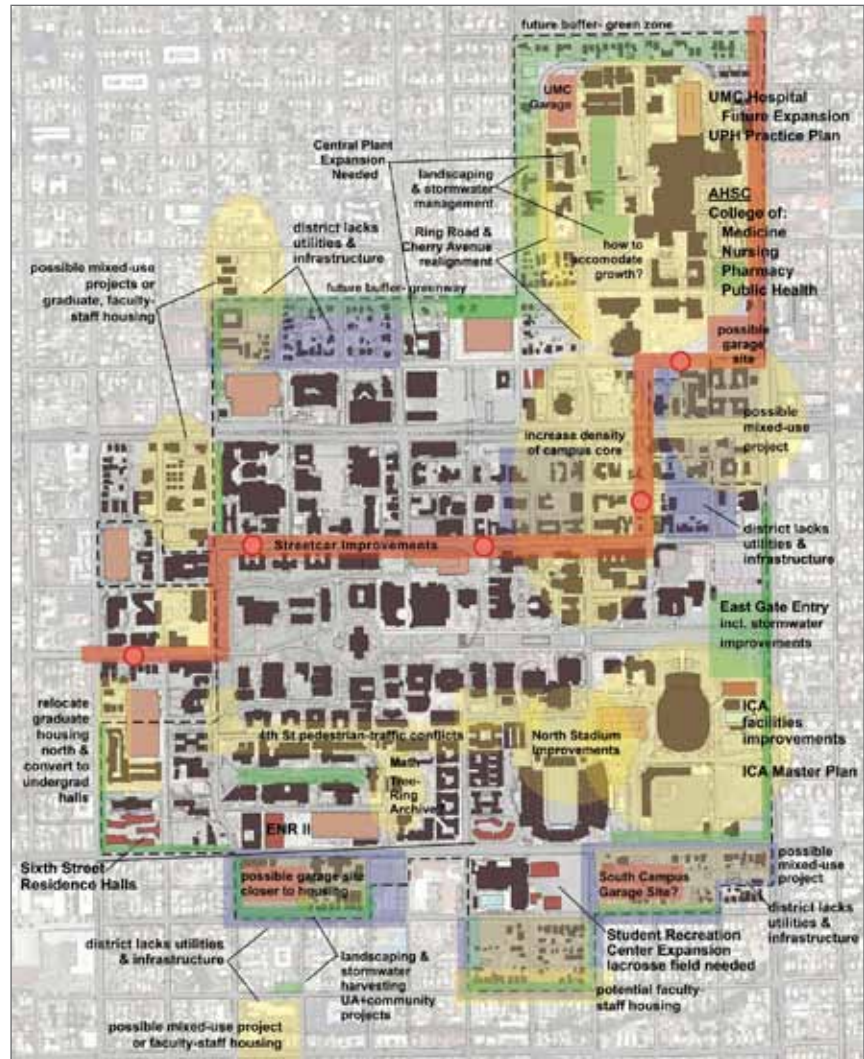 future buffer- green zone
UMC
Garage
UMC Hospital
Future Expansion
UPH Practice Plan
Central Plant
Expansion
Needed
landscaping
& stormwater
management
AHSC
College of:
Medicine
Nursing
Pharmacy
Public Health
Ring Road &
Cherry Avenue
realignment
how to
accomodate
growth?
district lacks
utilities &
infrastructure
possible mixed-use
projects or
graduate, faculty-
staff housing
future buffer- greenway
possible
garage
site
increase density
of campus core
possible
mixed-use
project
district lacks
utilities &
infrastructure
Streetcar Improvements
East Gate Entry
incl. stormwater
improvements
relocate
graduate
housing
north &
convert to
undergrad
halls
4th St pedestrian-traffic conflicts
North Stadium
Improvements
ICA
facilities
improvements
ICA Master Plan
Math
Tree-
Ring
Archive
ENR II
Sixth Street
Residence Halls
possible garage site
closer to housing
South Campus
Garage Site?
possible
mixed-use
project
district lacks
utilities &
infrastructure
district lacks utilities
& infrastructure
landscaping &
stormwater
harvesting
UA+community
projects
Student Recreation
Center Expansion
lacrosse field needed
potential faculty-
staff housing
possible mixed-use project
or faculty-staff housing